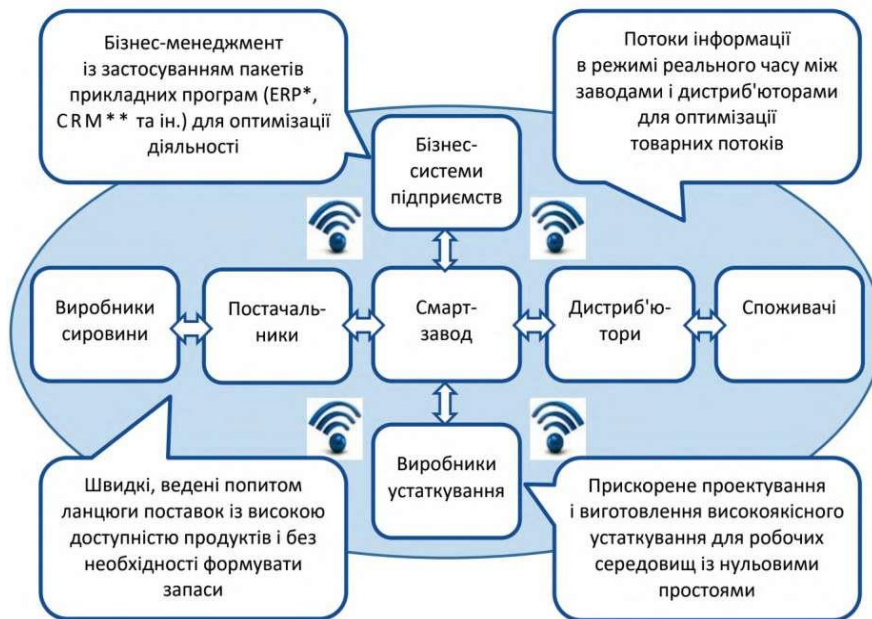 Бізнес-менеджмент
із застосуванням пакетів
прикладних програм (ERP*,
CRM** та ін.) для оптимізації
діяльності
Потоки інформації
в режимі реального часу між
заводами і дистриб'юторами
для оптимізації
товарних потоків
Бізнес-
системи
підприємств
Виробники
сировини
Постачаль-
ники
Смарт-
завод
Дистриб'ю-
тори
Споживачі
Виробники
устаткування
Швидкі, ведені попитом
ланцюги поставок із високою
доступністю продуктів і без
необхідності формувати
запаси
Прискорене проектування
і виготовлення високоякісного
устаткування для робочих
середовищ із нульовими
простоями